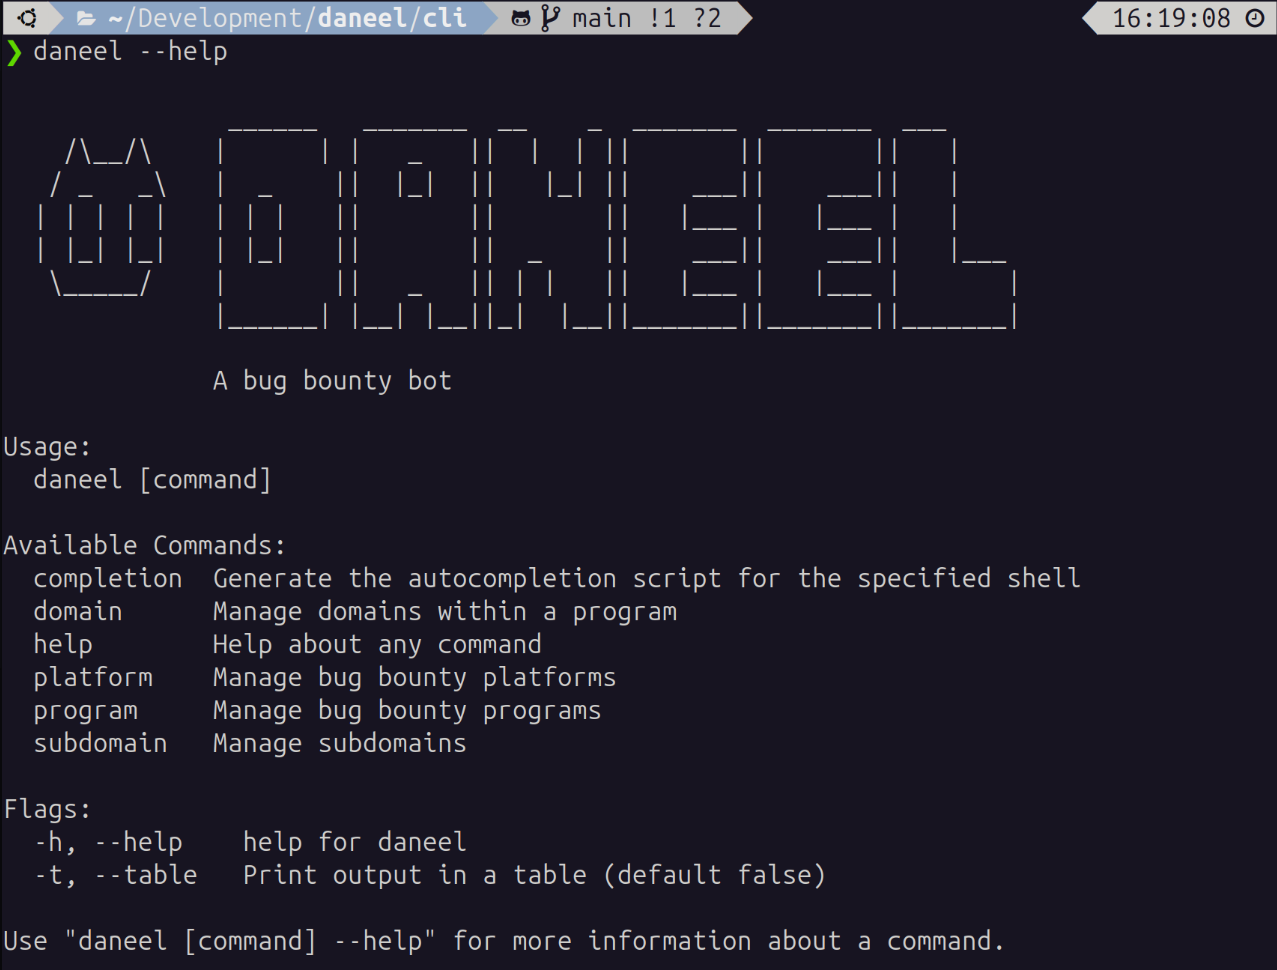 ~/Development/daneel/cli main !1 ?2 16:19:08
❯ daneel --help
DANEEL
A bug bounty bot
Usage:
  daneel [command]
Available Commands:
  completion  Generate the autocompletion script for the specified shell
  domain      Manage domains within a program
  help        Help about any command
  platform    Manage bug bounty platforms
  program     Manage bug bounty programs
  subdomain   Manage subdomains
Flags:
  -h, --help    help for daneel
  -t, --table   Print output in a table (default false)
Use "daneel [command] --help" for more information about a command.